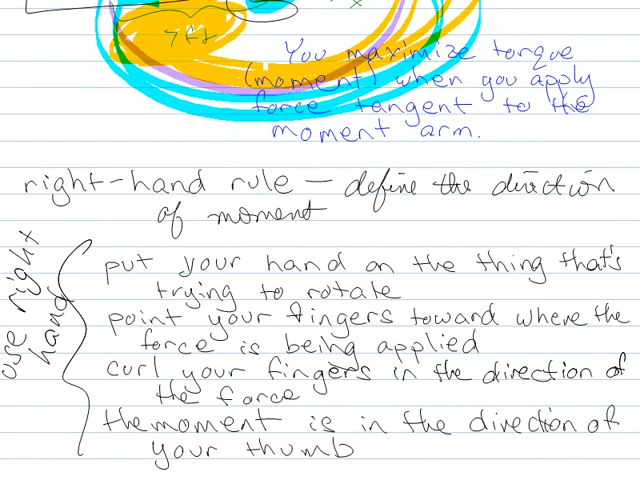 x
7ft
You maximize torque
(moment) when you apply
force tangent to the
moment arm.
right-hand rule — define the direction
of moment
use right
hand
put your hand on the thing that's
trying to rotate
point your fingers toward where the
force is being applied
curl your fingers in the direction of
the force
the moment is in the direction of
your thumb